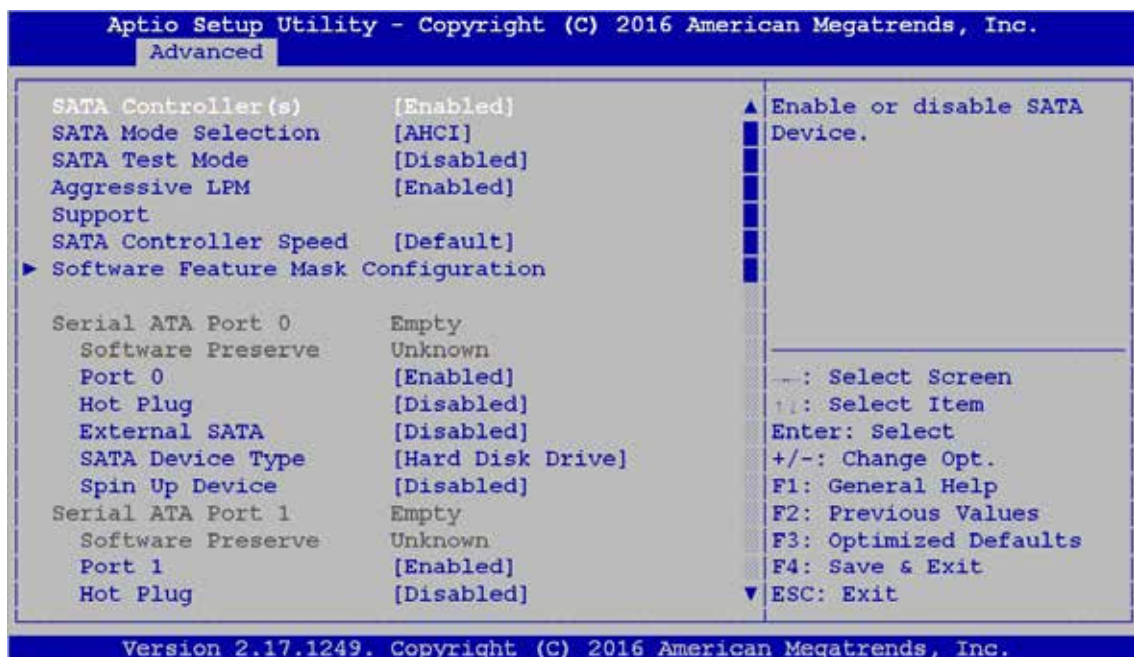 Aptio Setup Utility - Copyright (C) 2016 American Megatrends, Inc.
Advanced
SATA Controller(s) [Enabled]
SATA Mode Selection [AHCI]
SATA Test Mode [Disabled]
Aggressive LPM [Enabled]
Support
SATA Controller Speed [Default]
► Software Feature Mask Configuration
Serial ATA Port 0 Empty
Software Preserve Unknown
Port 0 [Enabled]
Hot Plug [Disabled]
External SATA [Disabled]
SATA Device Type [Hard Disk Drive]
Spin Up Device [Disabled]
Serial ATA Port 1 Empty
Software Preserve Unknown
Port 1 [Enabled]
Hot Plug [Disabled]
Enable or disable SATA
Device.
: Select Screen
↑↓: Select Item
Enter: Select
+/-: Change Opt.
F1: General Help
F2: Previous Values
F3: Optimized Defaults
F4: Save & Exit
ESC: Exit
Version 2.17.1249. Copyright (C) 2016 American Megatrends, Inc.